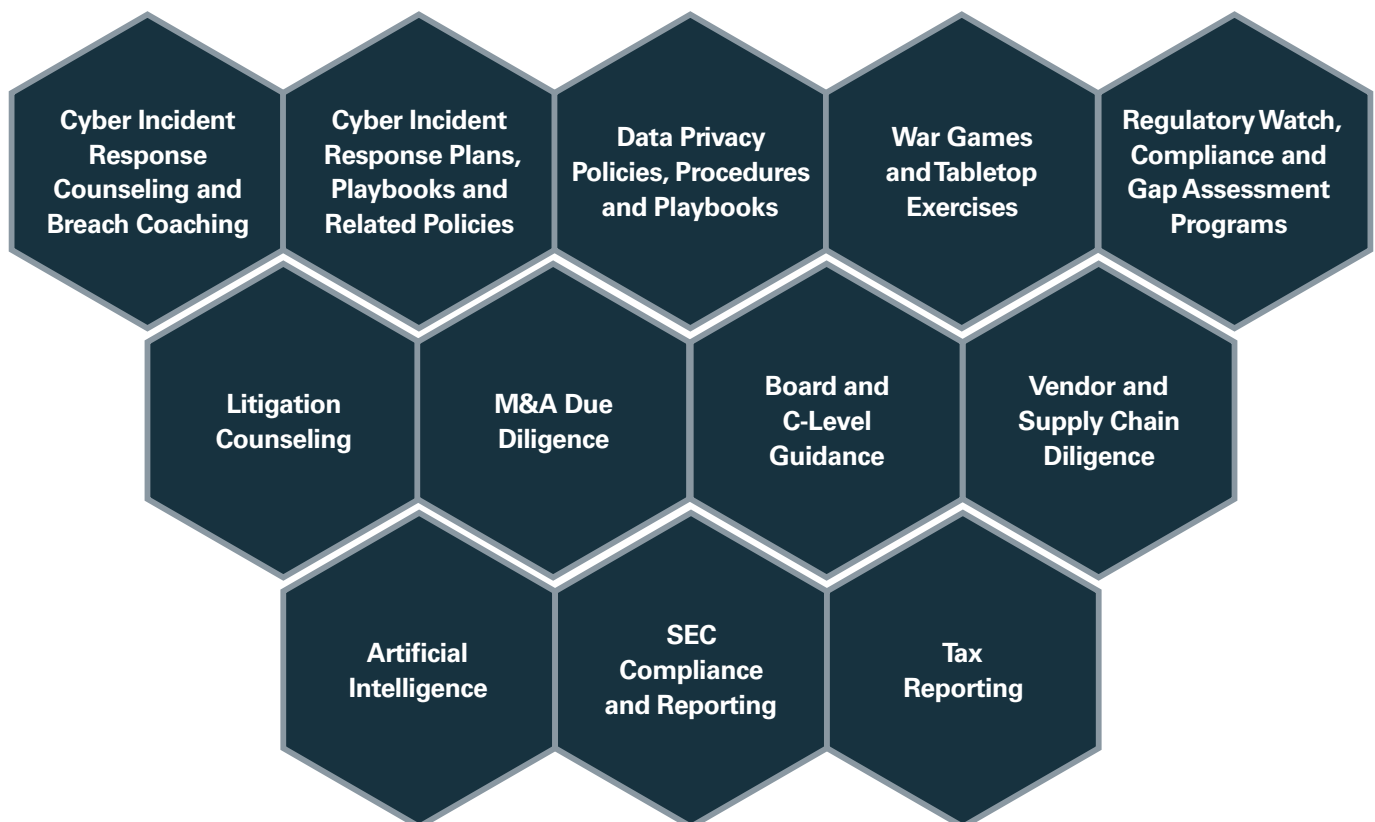 Cyber Incident
Response
Counseling and
Breach Coaching
Cyber Incident
Response Plans,
Playbooks and
Related Policies
Data Privacy
Policies, Procedures
and Playbooks
War Games
and Tabletop
Exercises
Regulatory Watch,
Compliance and
Gap Assessment
Programs
Litigation
Counseling
M&A Due
Diligence
Board and
C-Level
Guidance
Vendor and
Supply Chain
Diligence
Artificial
Intelligence
SEC
Compliance
and Reporting
Tax
Reporting